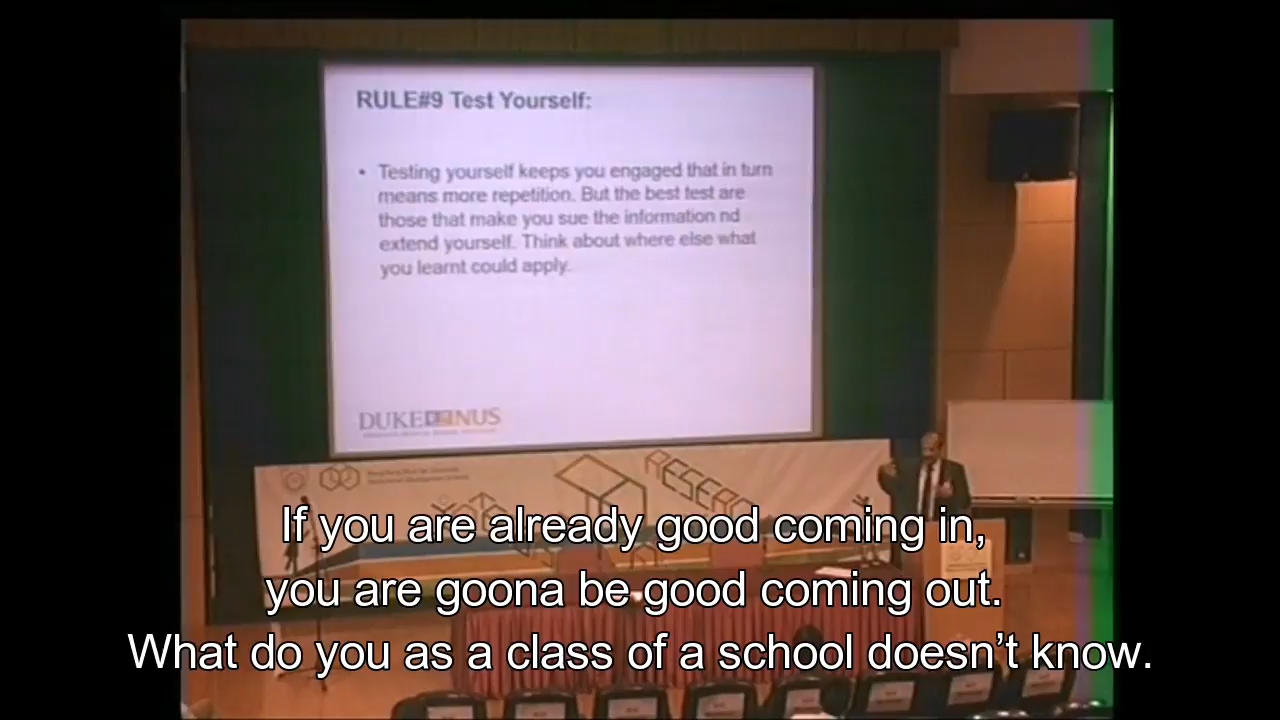 RULE#9 Test Yourself:
• Testing yourself keeps you engaged that in turn
means more repetition. But the best test are
those that make you sue the information nd
extend yourself. Think about where else what
you learnt could apply.
DUKE NUS
RESEARC
If you are already good coming in,
you are goona be good coming out.
What do you as a class of a school doesn't know.